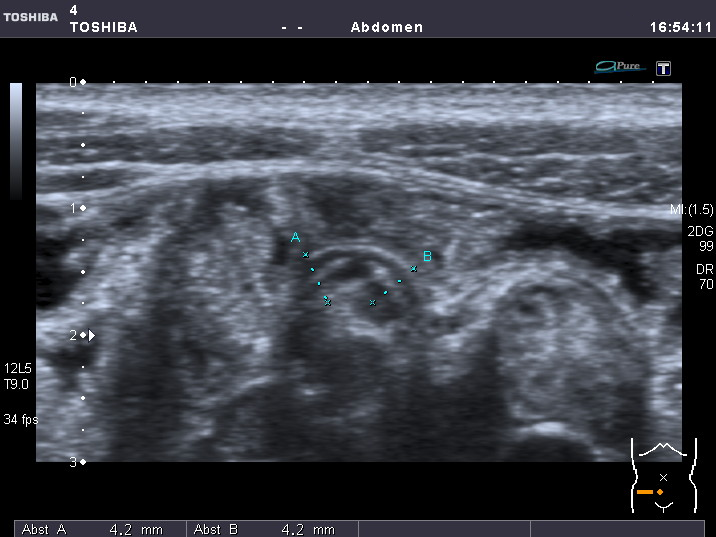 TOSHIBA
4
TOSHIBA - - Abdomen 16:54:11
aPure T
0
1
2
3
A
B
MI:(1.5)
2DG
99
DR
70
12L5
T9.0
34 fps
Abst A 4.2 mm Abst B 4.2 mm